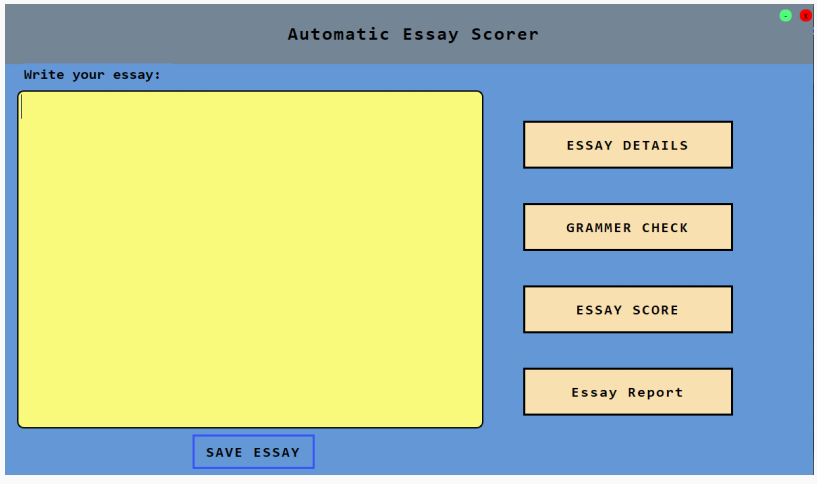 Automatic Essay Scorer
- x
Write your essay:
ESSAY DETAILS
GRAMMER CHECK
ESSAY SCORE
Essay Report
SAVE ESSAY